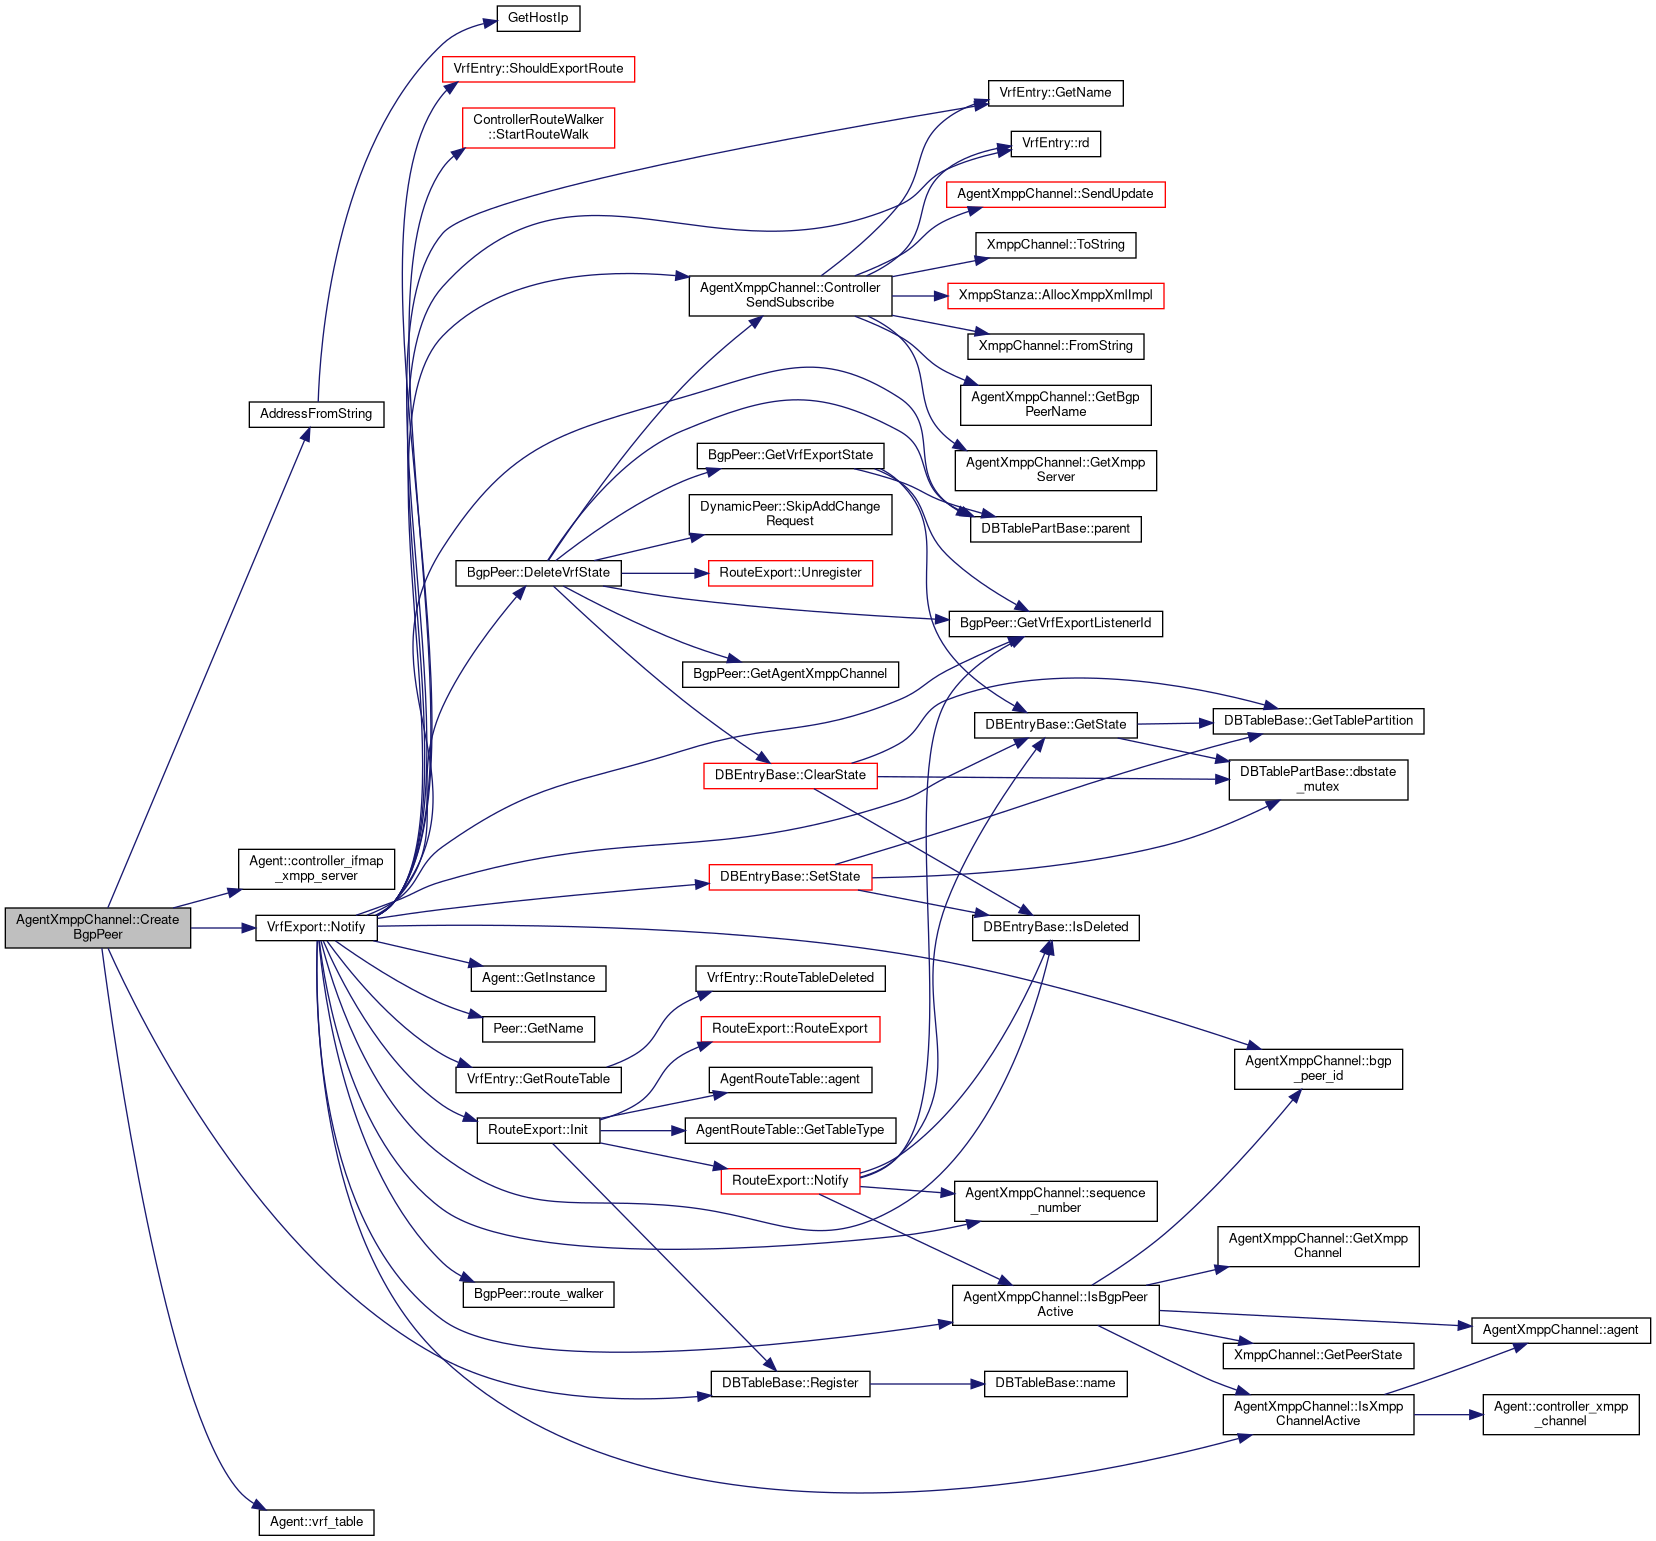 GetHostIp
VrfEntry::ShouldExportRoute
ControllerRouteWalker
::StartRouteWalk
VrfEntry::GetName
VrfEntry::rd
AgentXmppChannel::SendUpdate
XmppChannel::ToString
AgentXmppChannel::Controller
SendSubscribe
XmppStanza::AllocXmppXmlImpl
XmppChannel::FromString
AgentXmppChannel::GetBgp
PeerName
AddressFromString
BgpPeer::GetVrfExportState
AgentXmppChannel::GetXmpp
Server
DynamicPeer::SkipAddChange
Request
DBTablePartBase::parent
BgpPeer::DeleteVrfState
RouteExport::Unregister
BgpPeer::GetVrfExportListenerId
BgpPeer::GetAgentXmppChannel
DBEntryBase::GetState
DBTableBase::GetTablePartition
DBEntryBase::ClearState
DBTablePartBase::dbstate
_mutex
Agent::controller_ifmap
_xmpp_server
DBEntryBase::SetState
AgentXmppChannel::Create
BgpPeer
VrfExport::Notify
DBEntryBase::IsDeleted
Agent::GetInstance
VrfEntry::RouteTableDeleted
Peer::GetName
RouteExport::RouteExport
AgentXmppChannel::bgp
_peer_id
VrfEntry::GetRouteTable
AgentRouteTable::agent
RouteExport::Init
AgentRouteTable::GetTableType
RouteExport::Notify
AgentXmppChannel::sequence
_number
AgentXmppChannel::GetXmpp
Channel
BgpPeer::route_walker
AgentXmppChannel::IsBgpPeer
Active
AgentXmppChannel::agent
XmppChannel::GetPeerState
DBTableBase::Register
DBTableBase::name
AgentXmppChannel::IsXmpp
ChannelActive
Agent::controller_xmpp
_channel
Agent::vrf_table